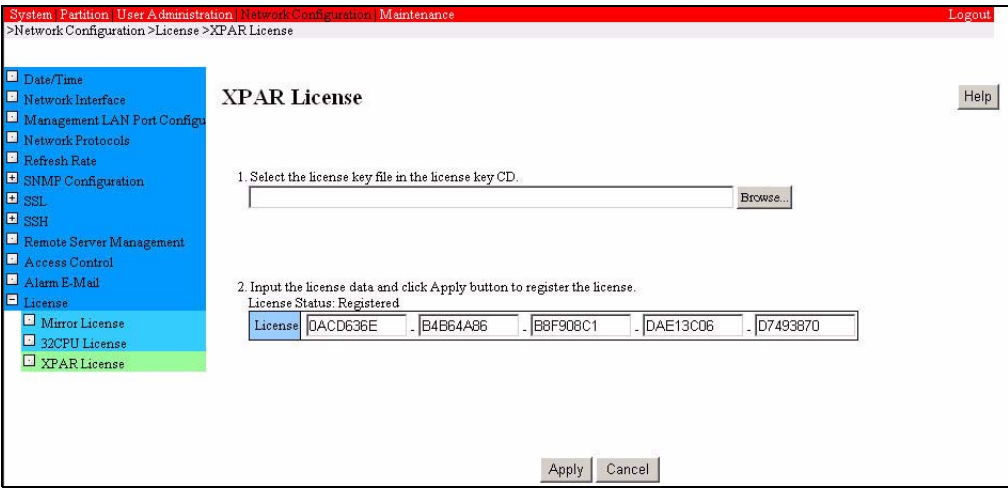 System | Partition | User Administration | Network Configuration | Maintenance Logout
>Network Configuration >License >XPAR License
Date/Time
Network Interface
Management LAN Port Configu
Network Protocols
Refresh Rate
SNMP Configuration
SSL
SSH
Remote Server Management
Access Control
Alarm E-Mail
License
Mirror License
32CPU License
XPAR License
XPAR License
Help
1. Select the license key file in the license key CD.
Browse...
2. Input the license data and click Apply button to register the license.
License Status: Registered
License 0ACD636E - B4B64A86 - B8F908C1 - DAE13C06 - D7493870
Apply Cancel